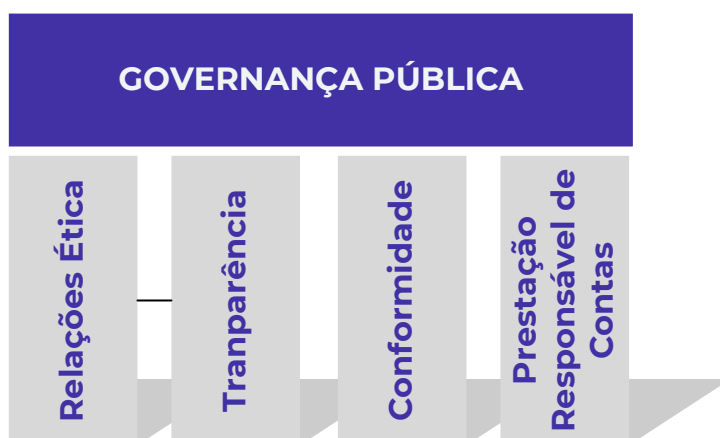 GOVERNANÇA PÚBLICA
Relações Ética
Tranparência
Conformidade
Prestação
Responsável de
Contas